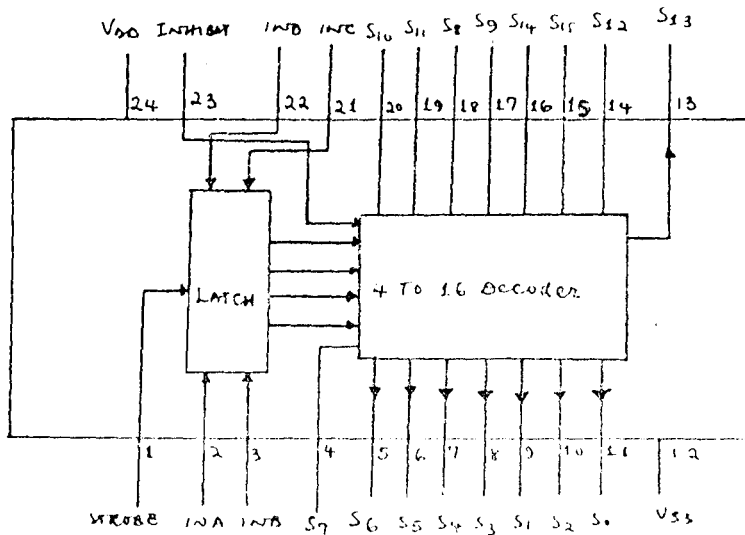 VDD INHIBIT IND INC S10 S11 S8 S9 S14 S15 S12 S13
24 23 22 21 20 19 18 17 16 15 14 13
LATCH
4 TO 16 Decoder
1 2 3 4 5 6 7 8 9 10 11 12
STROBE INA INB S7 S6 S5 S4 S3 S1 S2 S0 VSS